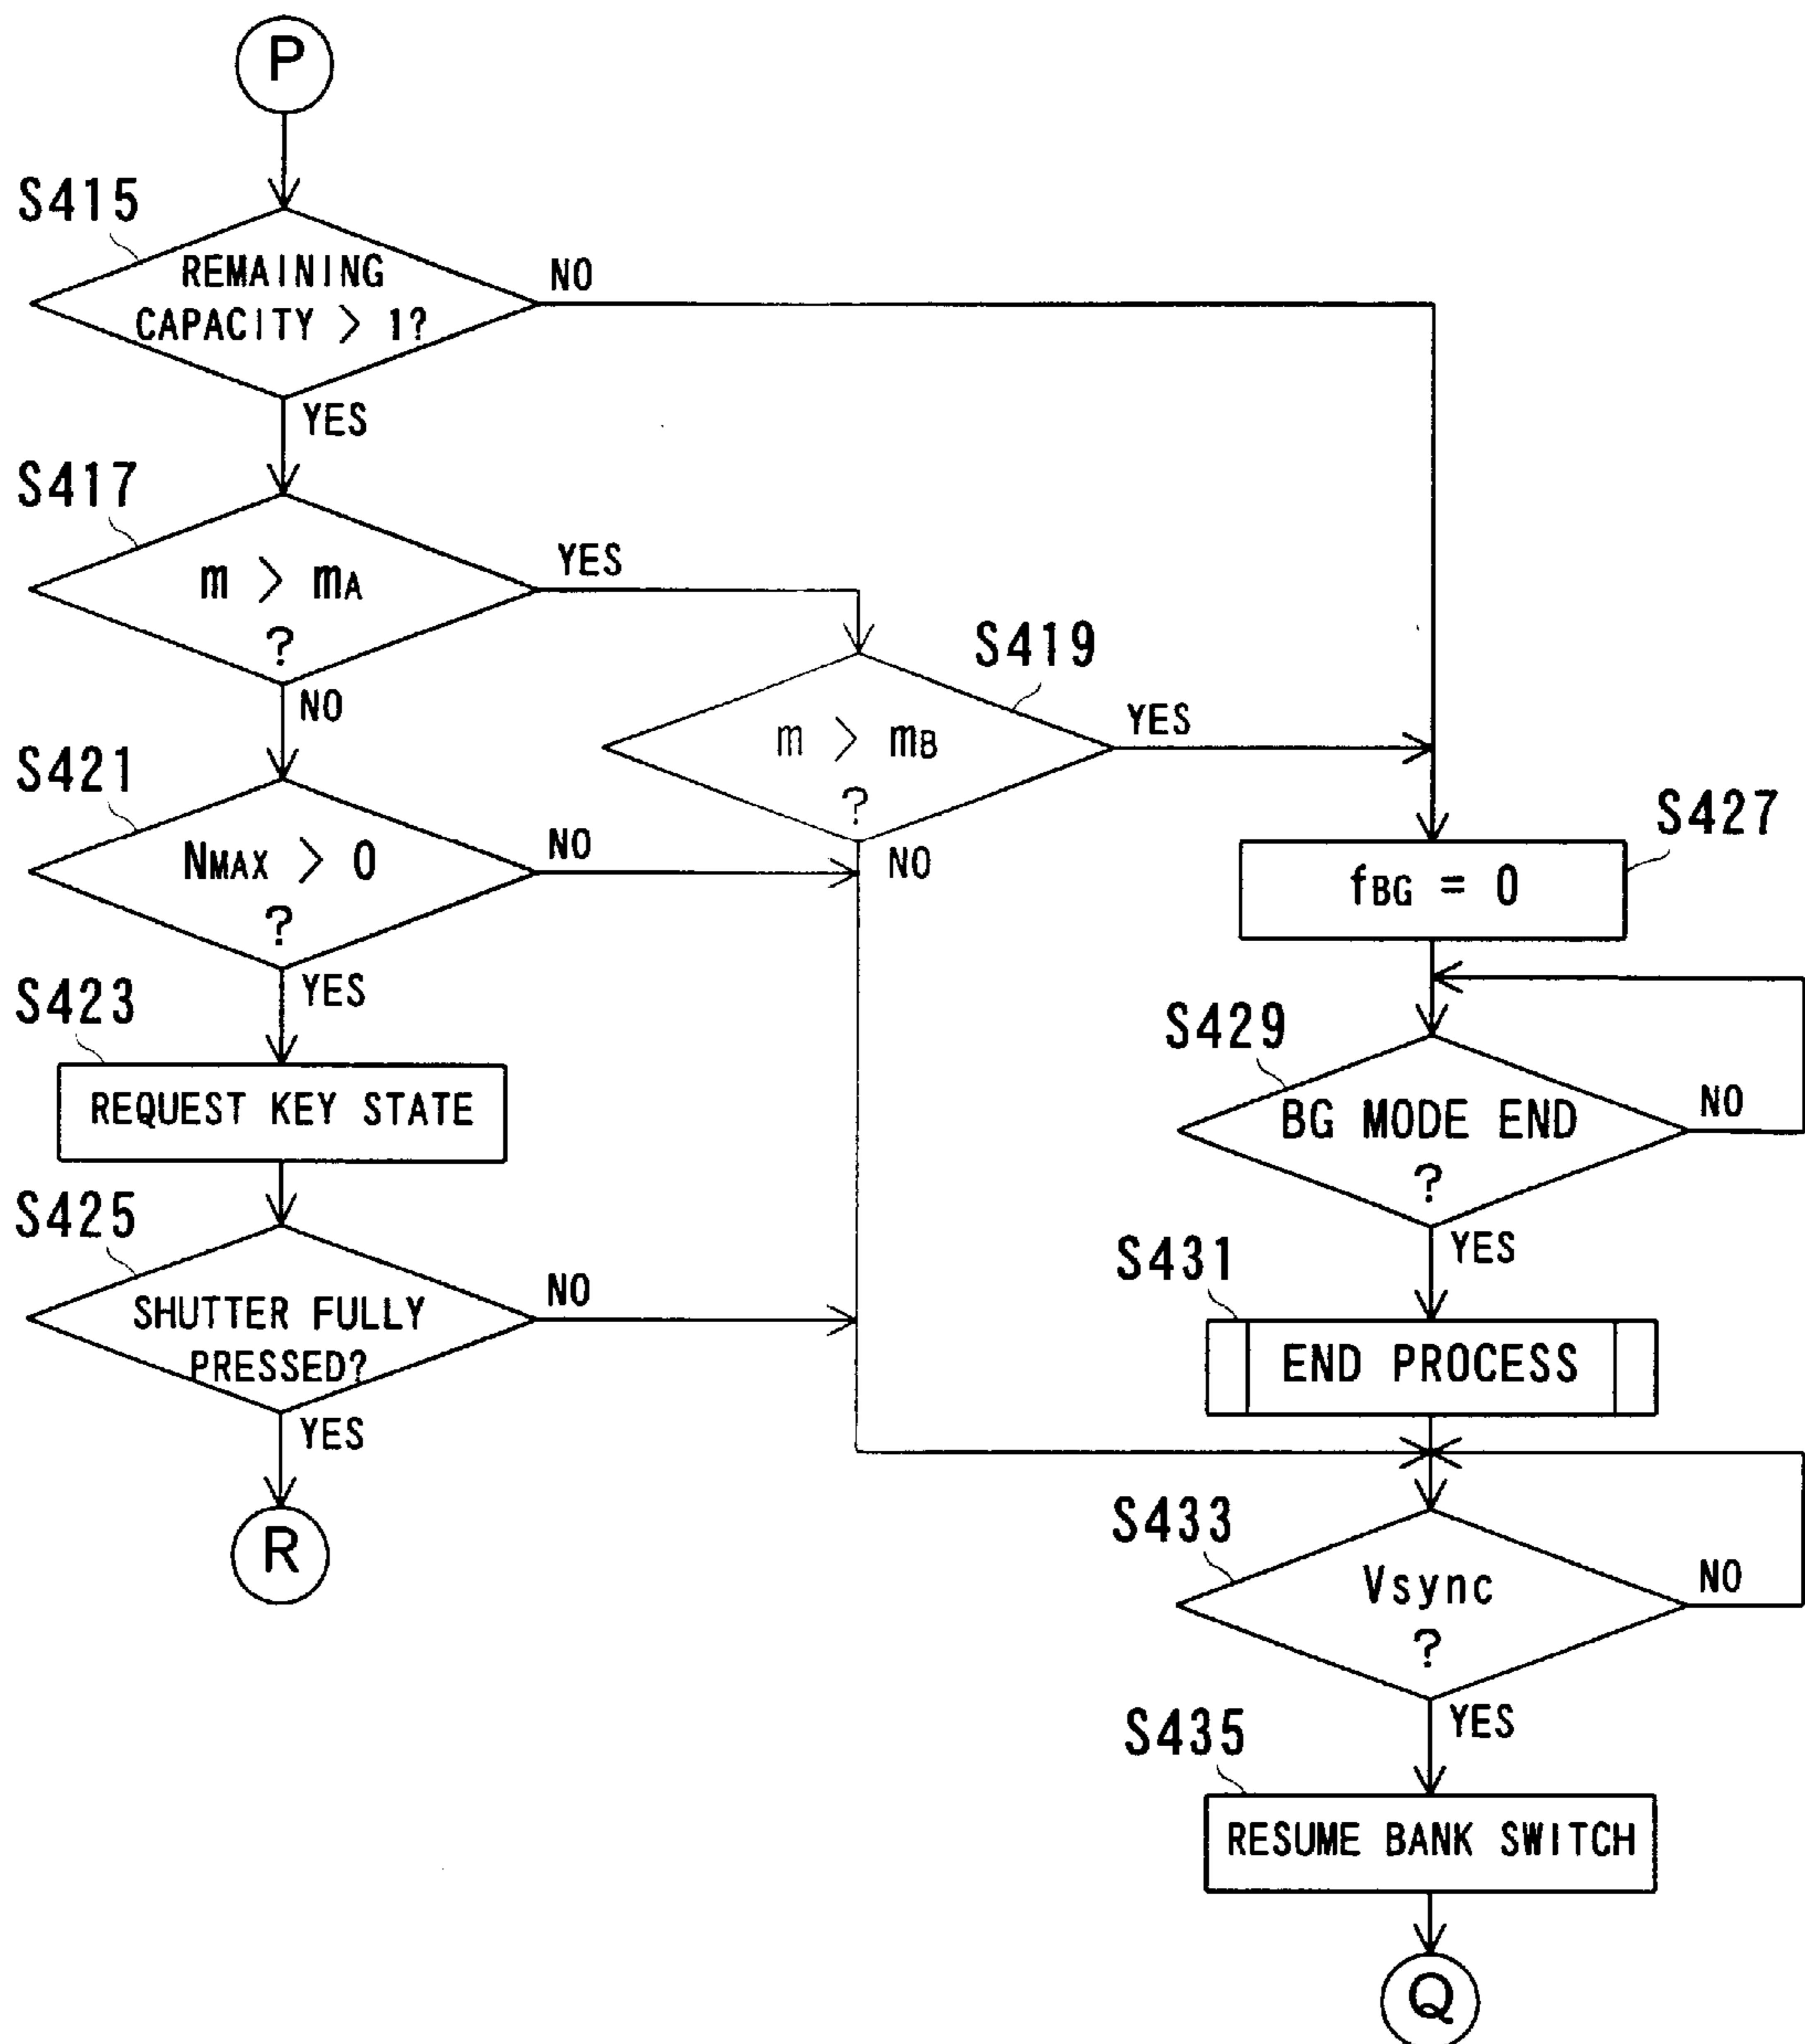 P
S415
REMAINING
CAPACITY > 1?
NO
YES
S417
m > mA
?
YES
NO
S419
m > mB
?
YES
NO
S421
NMAX > 0
?
NO
YES
S423
REQUEST KEY STATE
S425
SHUTTER FULLY
PRESSED?
NO
YES
R
S427
fBG = 0
S429
BG MODE END
?
NO
YES
S431
END PROCESS
S433
Vsync
?
NO
YES
S435
RESUME BANK SWITCH
Q